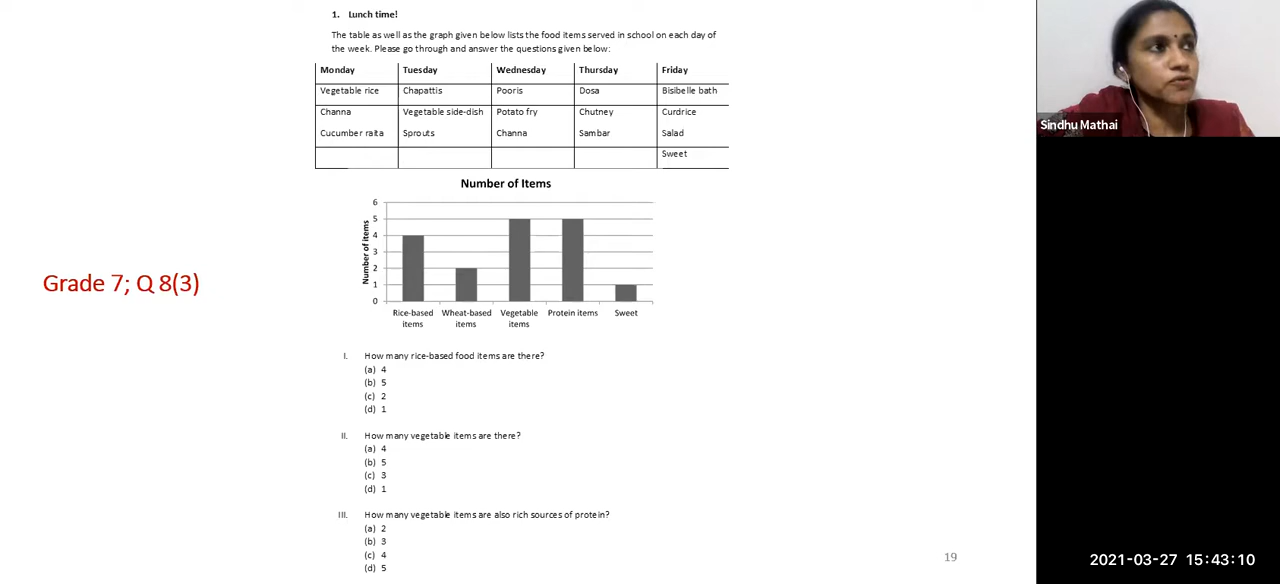 1. Lunch time!
The table as well as the graph given below lists the food items served in school on each day of
the week. Please go through and answer the questions given below:
Monday Tuesday Wednesday Thursday Friday
Vegetable rice Chapattis Pooris Dosa Bisibelle bath
Channa Vegetable side-dish Potato fry Chutney Curdrice
Cucumber raita Sprouts Channa Sambar Salad
Sweet
Number of Items
Number of items
6
5
4
3
2
1
0
Rice-based items Wheat-based items Vegetable items Protein items Sweet
Grade 7; Q 8(3)
I. How many rice-based food items are there?
(a) 4
(b) 5
(c) 2
(d) 1
II. How many vegetable items are there?
(a) 4
(b) 5
(c) 3
(d) 1
III. How many vegetable items are also rich sources of protein?
(a) 2
(b) 3
(c) 4
(d) 5
19
Sindhu Mathai
2021-03-27 15:43:10